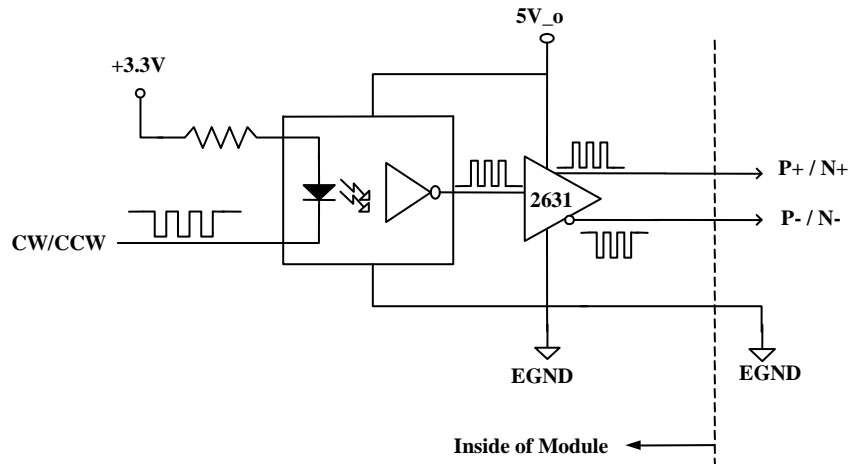 5V_o
+3.3V
2631
P+ / N+
P- / N-
CW/CCW
EGND
EGND
Inside of Module